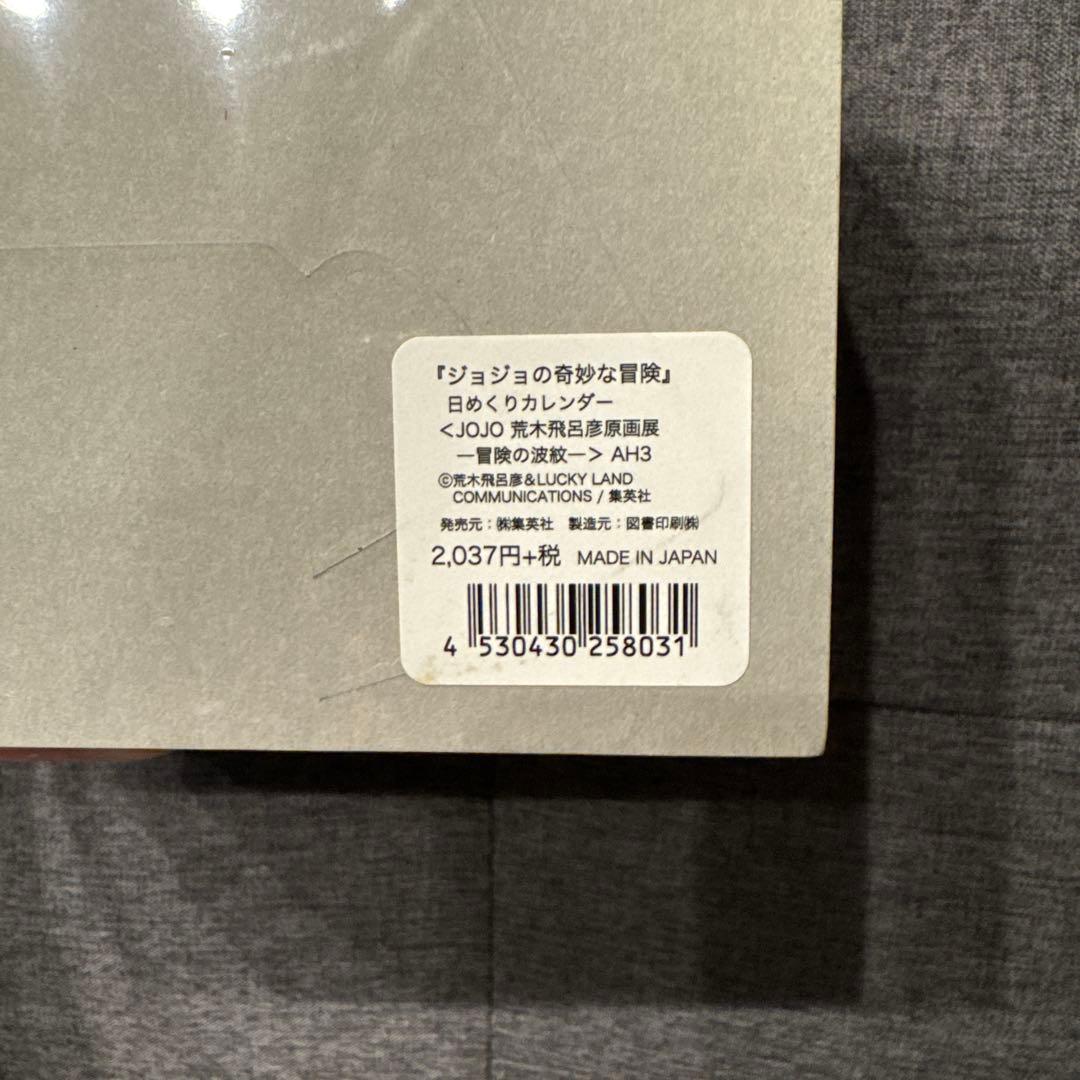 『ジョジョの奇妙な冒険』
日めくりカレンダー
＜JOJO 荒木飛呂彦原画展
―冒険の波紋―＞ AH3
©荒木飛呂彦&LUCKY LAND
COMMUNICATIONS / 集英社
発売元：㈱集英社　製造元：図書印刷㈱
2,037円+税　MADE IN JAPAN
4 530430 258031